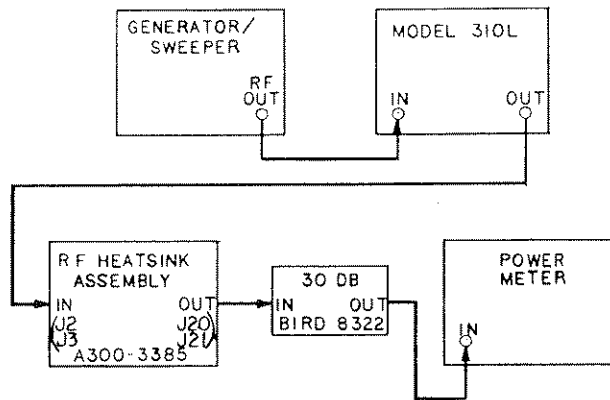 GENERATOR/
SWEEPER
RF
OUT
MODEL 310L
IN
OUT
RF HEATSINK
ASSEMBLY
IN
OUT
(J2
J3
J20)
J21
A300-3385
30 DB
IN
OUT
BIRD 8322
POWER
METER
IN